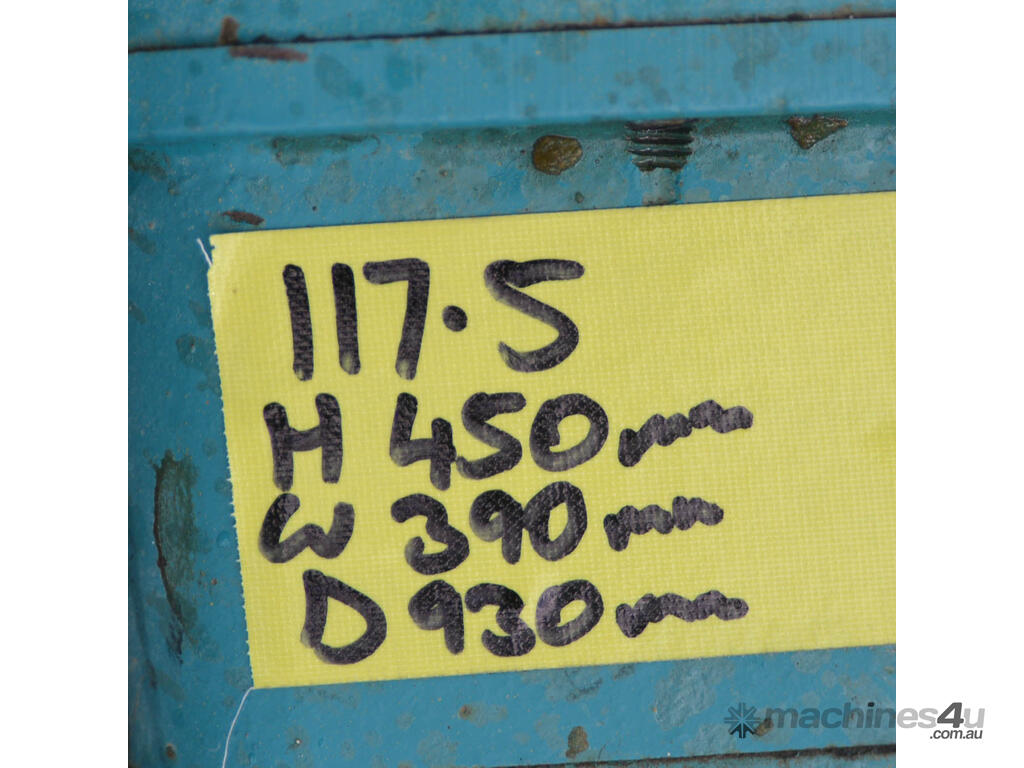 117.5
H 450mm
W 390mm
D 930mm
machines4u
.com.au